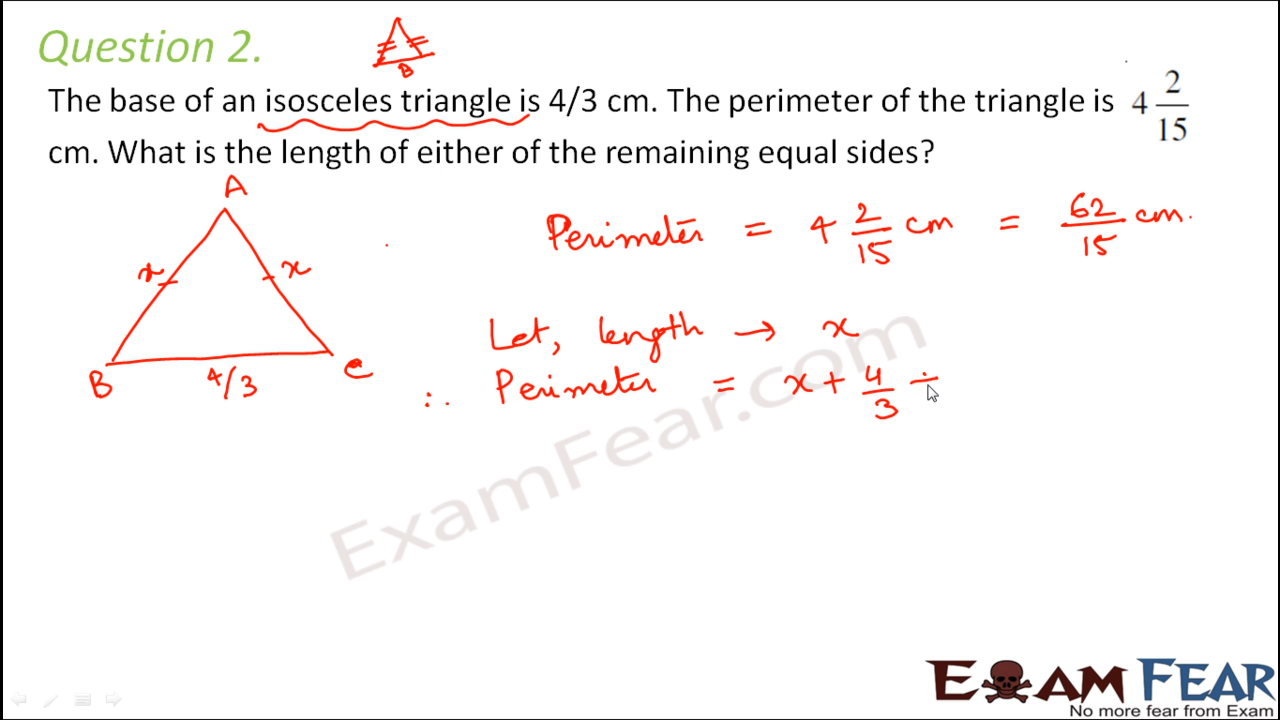 Question 2.
B
The base of an isosceles triangle is 4/3 cm. The perimeter of the triangle is 4 2/15
cm. What is the length of either of the remaining equal sides?
A
Perimeter = 4 2/15 cm = 62/15 cm.
x x
Let, length → x
B 4/3 C
∴ Perimeter = x + 4/3
ExamFear.com
EXAMFEAR
No more fear from Exam